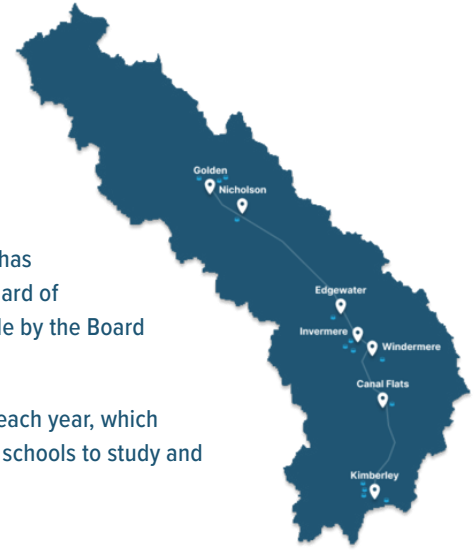 Golden
Nicholson
has
ard of
le by the Board
Edgewater
Invermere
Windermere
Canal Flats
each year, which
schools to study and
Kimberley